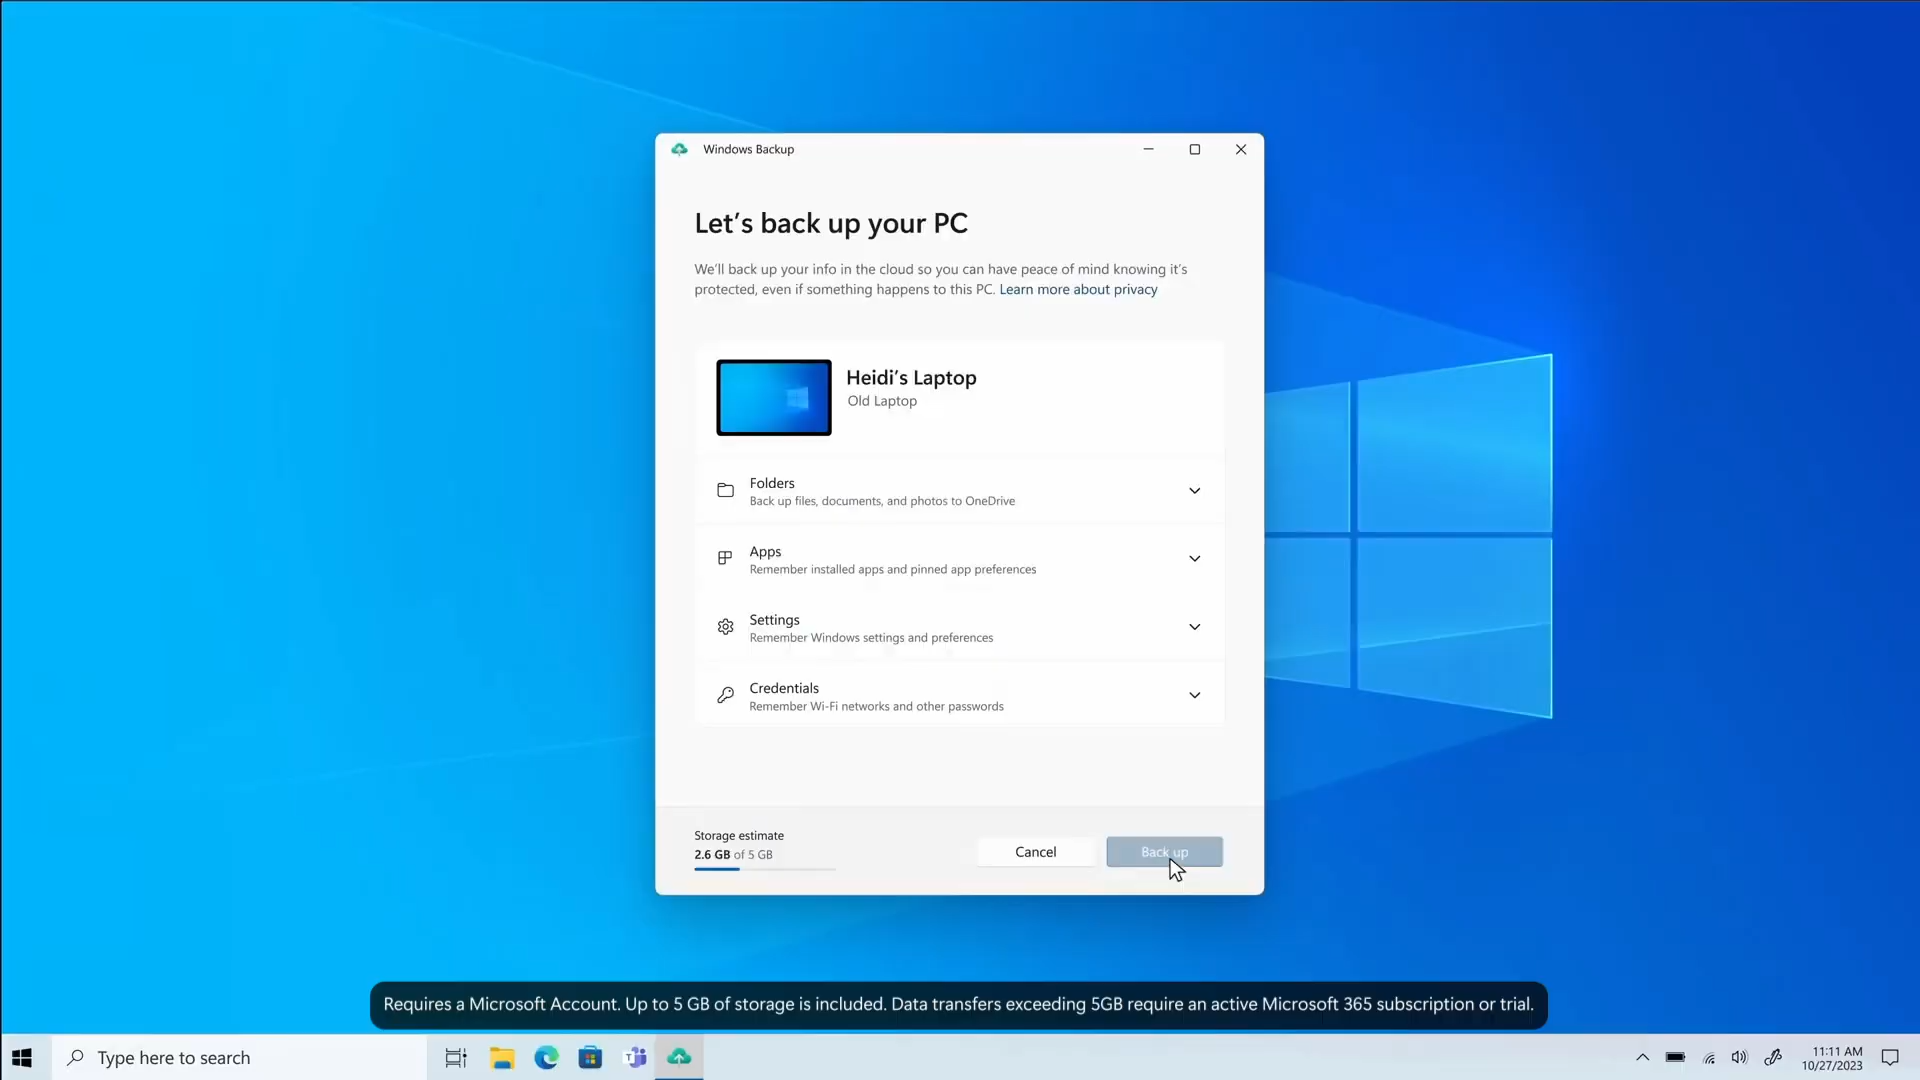 Windows Backup
Let’s back up your PC
We’ll back up your info in the cloud so you can have peace of mind knowing it’s
protected, even if something happens to this PC. Learn more about privacy
Heidi’s Laptop
Old Laptop
Folders
Back up files, documents, and photos to OneDrive
Apps
Remember installed apps and pinned app preferences
Settings
Remember Windows settings and preferences
Credentials
Remember Wi-Fi networks and other passwords
Storage estimate
2.6 GB of 5 GB
Cancel
Back up
Requires a Microsoft Account. Up to 5 GB of storage is included. Data transfers exceeding 5GB require an active Microsoft 365 subscription or trial.
Type here to search
11:11 AM
10/27/2023